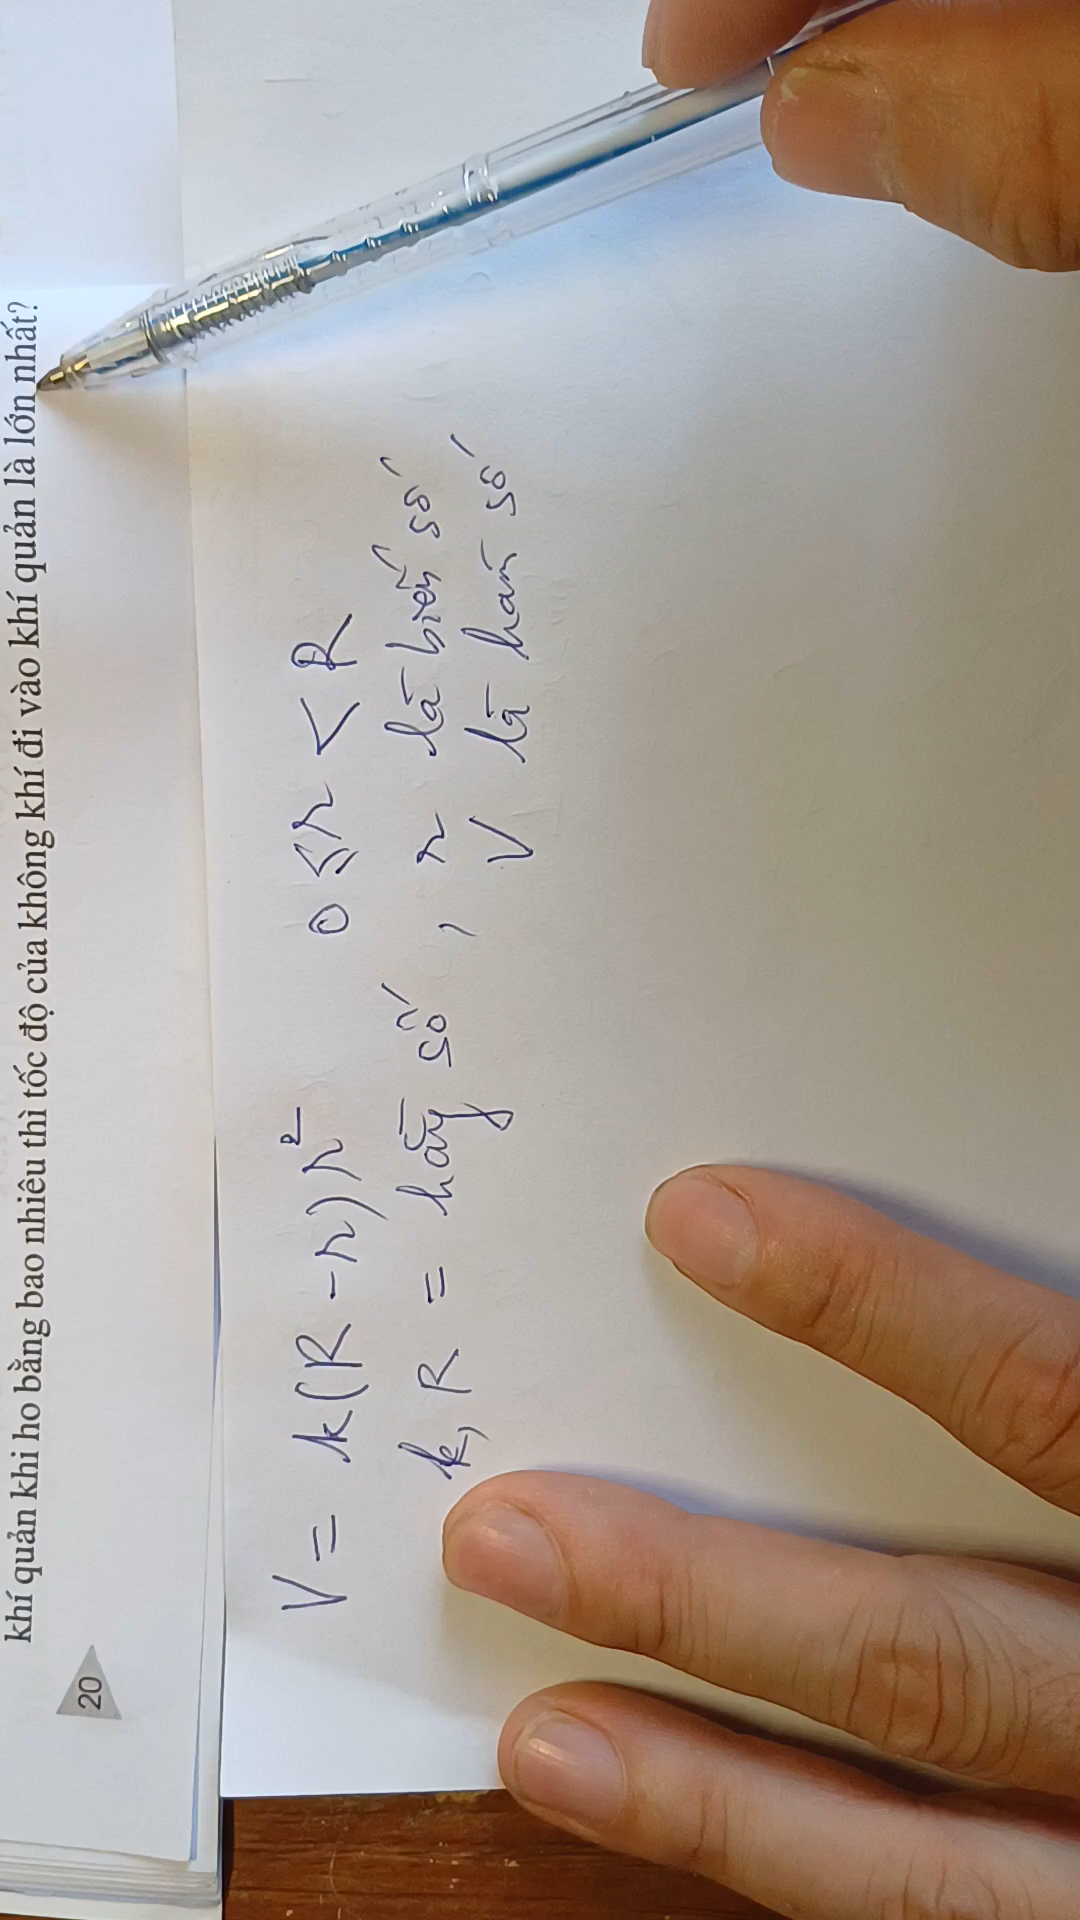 khí quản khi ho bằng bao nhiêu thì tốc độ của không khí đi vào khí quản là lớn nhất?
20
V = k(R - r)r² 0 ≤ r < R
k, R = hằng số, r là biến số
V là hàm số